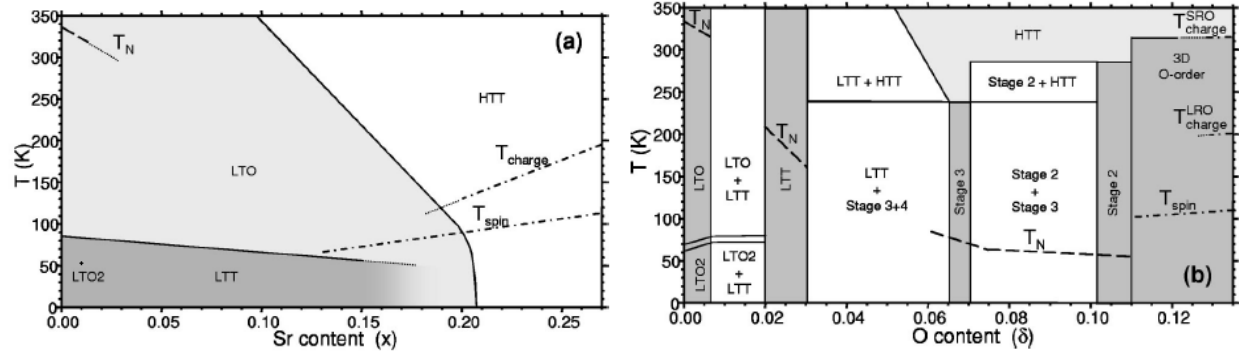 350
300
250
200
150
100
50
0
T (K)
T_N
(a)
HTT
LTO
T_charge
T_spin
LTO2
+
LTT
0.00 0.05 0.10 0.15 0.20 0.25
Sr content (x)
350
300
250
200
150
100
50
0
T (K)
T_N
HTT
T_charge^SRO
3D
O-order
LTT + HTT
Stage 2 + HTT
T_charge^LRO
T_N
LTO
LTO
+
LTT
LTT
LTT
+
Stage 3+4
Stage 3
Stage 2
+
Stage 3
Stage 2
T_spin
T_N
LTO2
LTO2
+
LTT
(b)
0.00 0.02 0.04 0.06 0.08 0.10 0.12
O content (δ)